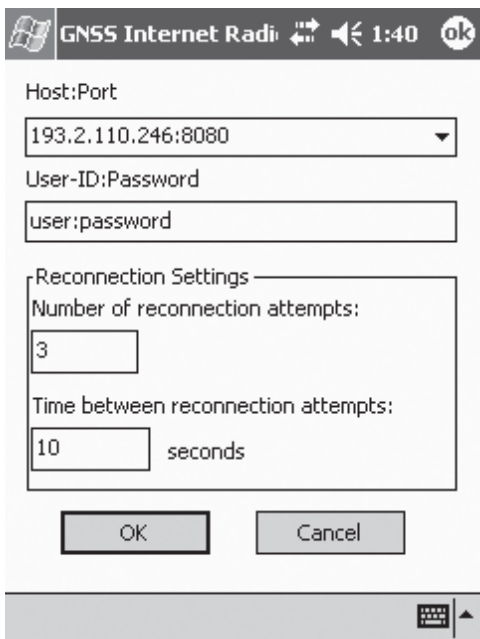 GNSS Internet Radi 1:40 ok
Host:Port
193.2.110.246:8080
User-ID:Password
user:password
Reconnection Settings
Number of reconnection attempts:
3
Time between reconnection attempts:
10 seconds
OK Cancel